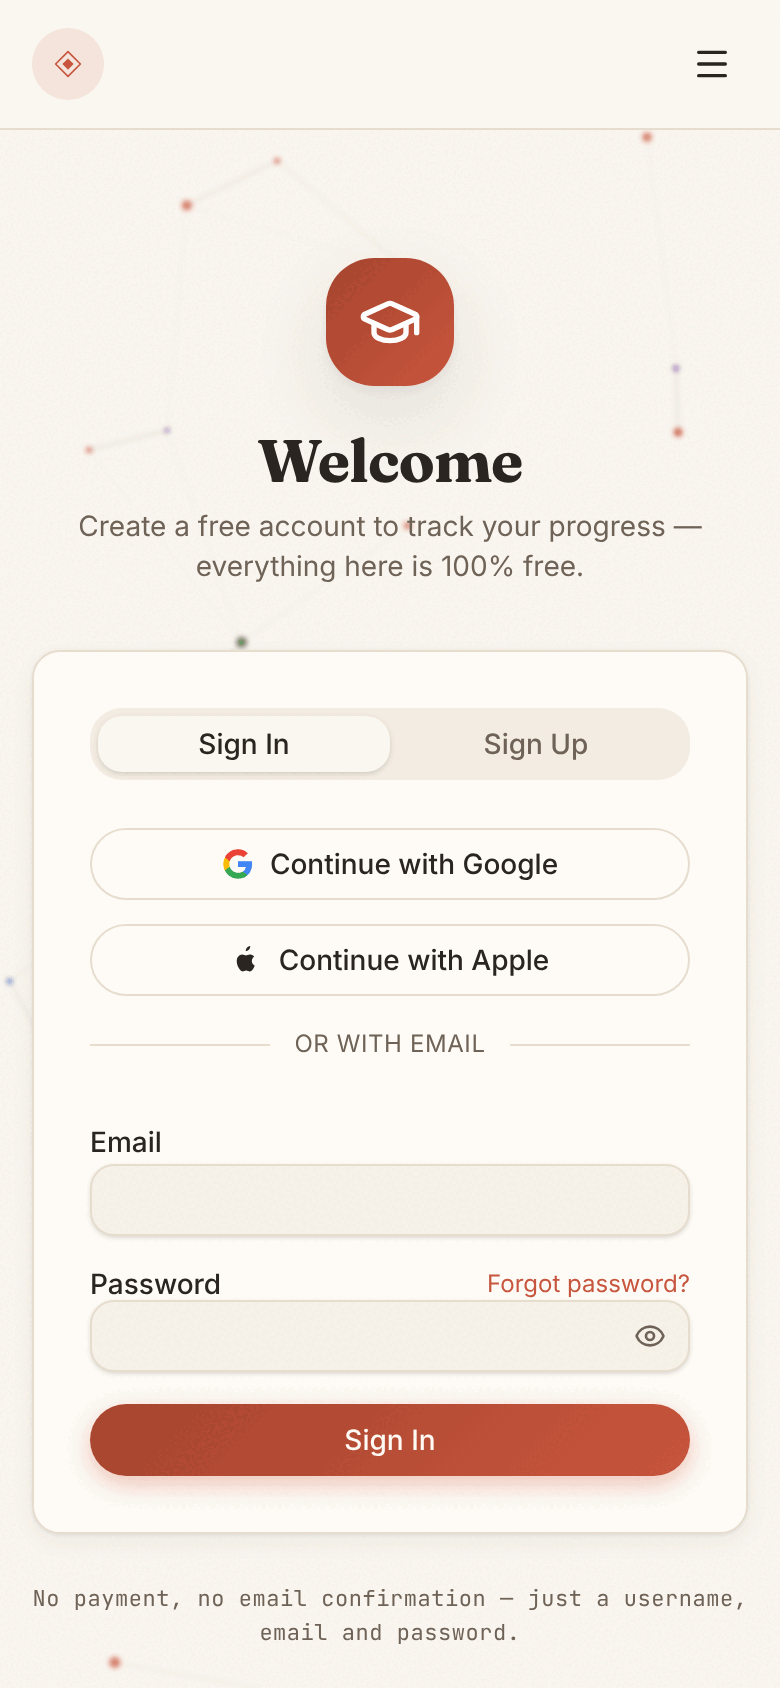 Welcome
Create a free account to track your progress —
everything here is 100% free.
Sign In
Sign Up
Continue with Google
Continue with Apple
OR WITH EMAIL
Email
Password
Forgot password?
Sign In
No payment, no email confirmation — just a username,
email and password.